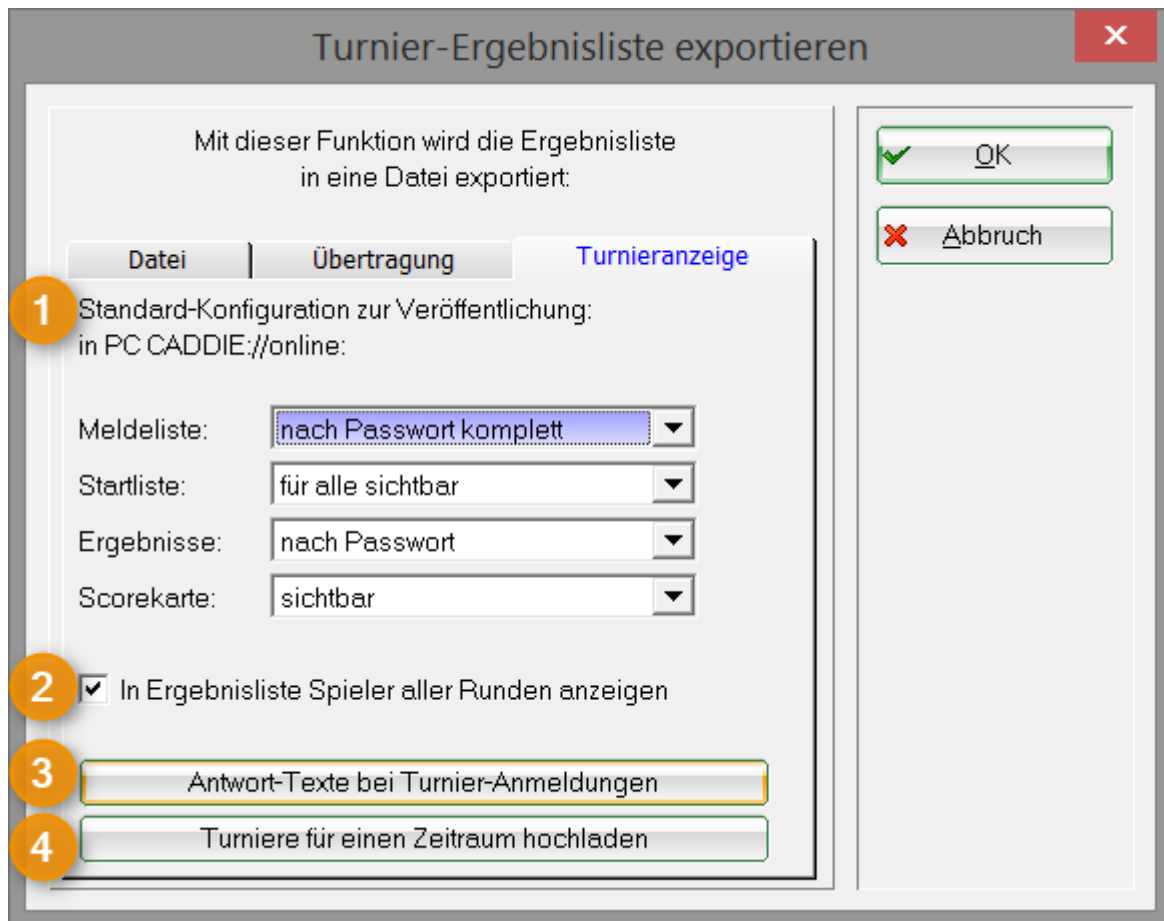 Turnier-Ergebnisliste exportieren
Mit dieser Funktion wird die Ergebnisliste
in eine Datei exportiert:
OK
Abbruch
Datei
Übertragung
Turnieranzeige
1
Standard-Konfiguration zur Veröffentlichung:
in PC CADDIE://online:
Meldeliste: nach Passwort komplett
Startliste: für alle sichtbar
Ergebnisse: nach Passwort
Scorekarte: sichtbar
2 In Ergebnisliste Spieler aller Runden anzeigen
3 Antwort-Texte bei Turnier-Anmeldungen
4 Turniere für einen Zeitraum hochladen